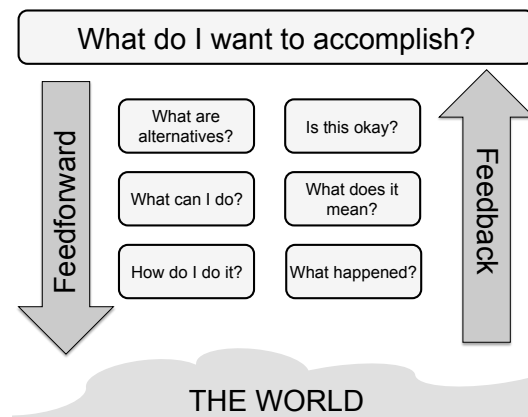 What do I want to accomplish?
Feedforward
What are
alternatives?
What can I do?
How do I do it?
Is this okay?
What does it
mean?
What happened?
Feedback
THE WORLD